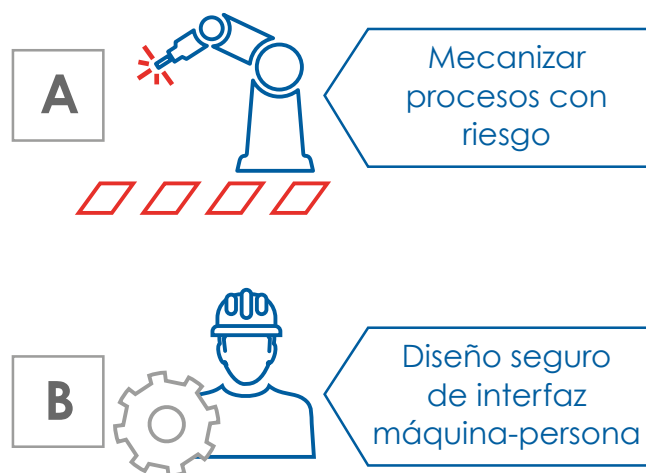 A
Mecanizar
procesos con
riesgo
B
Diseño seguro
de interfaz
máquina-persona